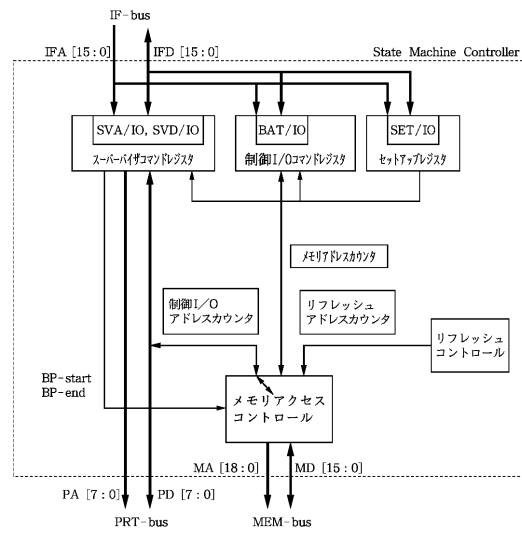 IF-bus
IFA [15:0]
IFD [15:0]
State Machine Controller
SVA/IO, SVD/IO
スーパーバイザコマンドレジスタ
BAT/IO
制御I/Oコマンドレジスタ
SET/IO
セットアップレジスタ
メモリアドレスカウンタ
制御I/O
アドレスカウンタ
リフレッシュ
アドレスカウンタ
リフレッシュ
コントロール
BP-start
BP-end
メモリアクセス
コントロール
MA [18:0]
MD [15:0]
PA [7:0]
PD [7:0]
PRT-bus
MEM-bus